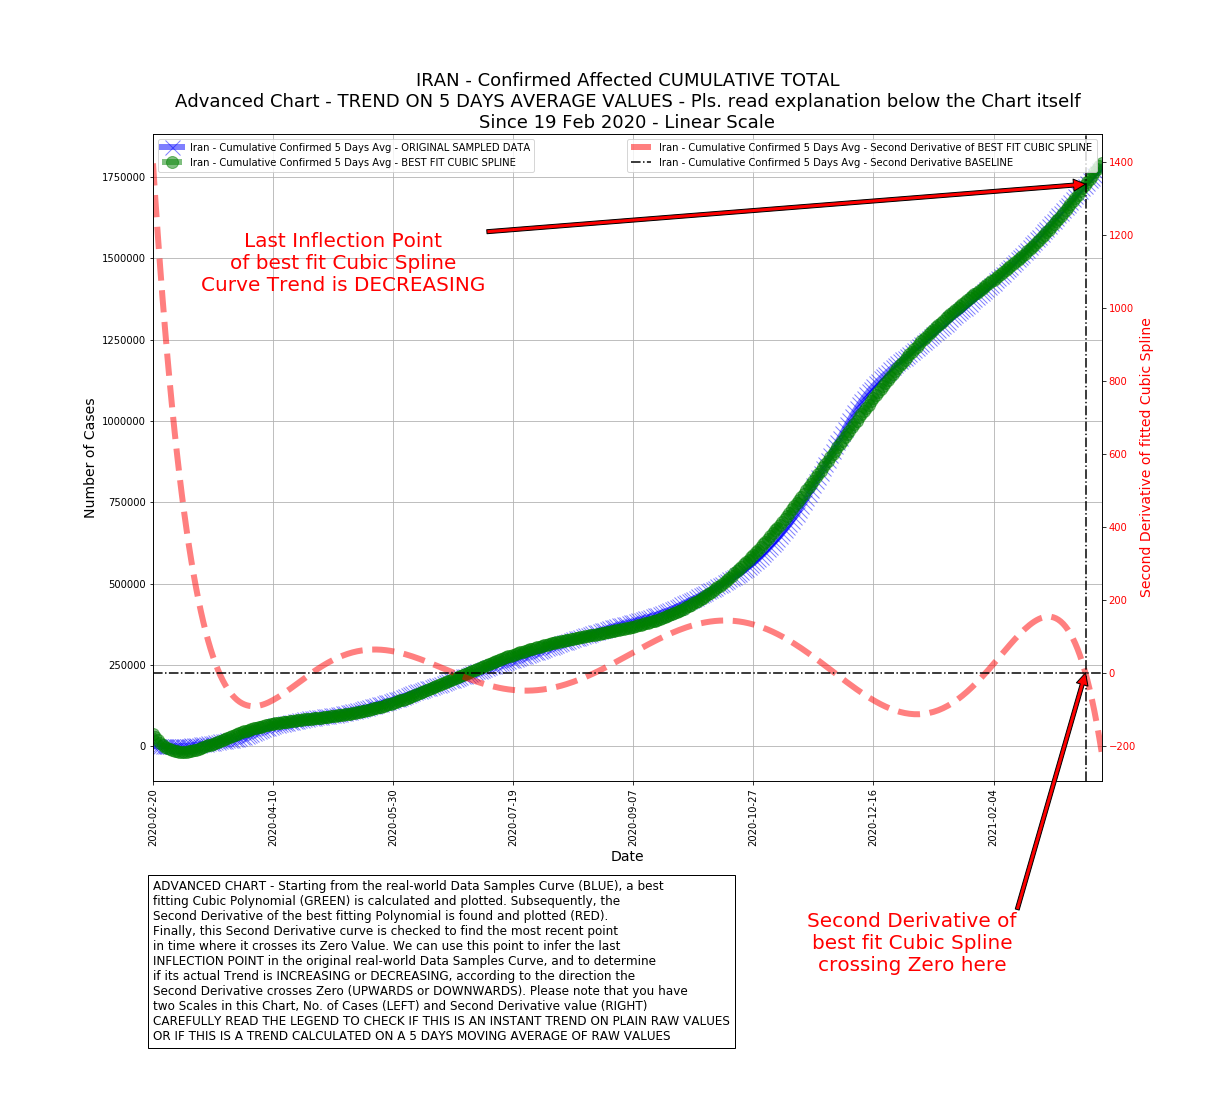 IRAN - Confirmed Affected CUMULATIVE TOTAL
Advanced Chart - TREND ON 5 DAYS AVERAGE VALUES - Pls. read explanation below the Chart itself
Since 19 Feb 2020 - Linear Scale
Iran - Cumulative Confirmed 5 Days Avg - ORIGINAL SAMPLED DATA
Iran - Cumulative Confirmed 5 Days Avg - BEST FIT CUBIC SPLINE
Iran - Cumulative Confirmed 5 Days Avg - Second Derivative of BEST FIT CUBIC SPLINE
Iran - Cumulative Confirmed 5 Days Avg - Second Derivative BASELINE
Last Inflection Point
of best fit Cubic Spline
Curve Trend is DECREASING
Number of Cases
1750000
1500000
1250000
1000000
750000
500000
250000
0
1400
1200
1000
800
600
400
200
0
−200
Second Derivative of fitted Cubic Spline
2020-02-20
2020-04-10
2020-05-30
2020-07-19
2020-09-07
2020-10-27
2020-12-16
2021-02-04
Date
ADVANCED CHART - Starting from the real-world Data Samples Curve (BLUE), a best
fitting Cubic Polynomial (GREEN) is calculated and plotted. Subsequently, the
Second Derivative of the best fitting Polynomial is found and plotted (RED).
Finally, this Second Derivative curve is checked to find the most recent point
in time where it crosses its Zero Value. We can use this point to infer the last
INFLECTION POINT in the original real-world Data Samples Curve, and to determine
if its actual Trend is INCREASING or DECREASING, according to the direction the
Second Derivative crosses Zero (UPWARDS or DOWNWARDS). Please note that you have
two Scales in this Chart, No. of Cases (LEFT) and Second Derivative value (RIGHT)
CAREFULLY READ THE LEGEND TO CHECK IF THIS IS AN INSTANT TREND ON PLAIN RAW VALUES
OR IF THIS IS A TREND CALCULATED ON A 5 DAYS MOVING AVERAGE OF RAW VALUES
Second Derivative of
best fit Cubic Spline
crossing Zero here